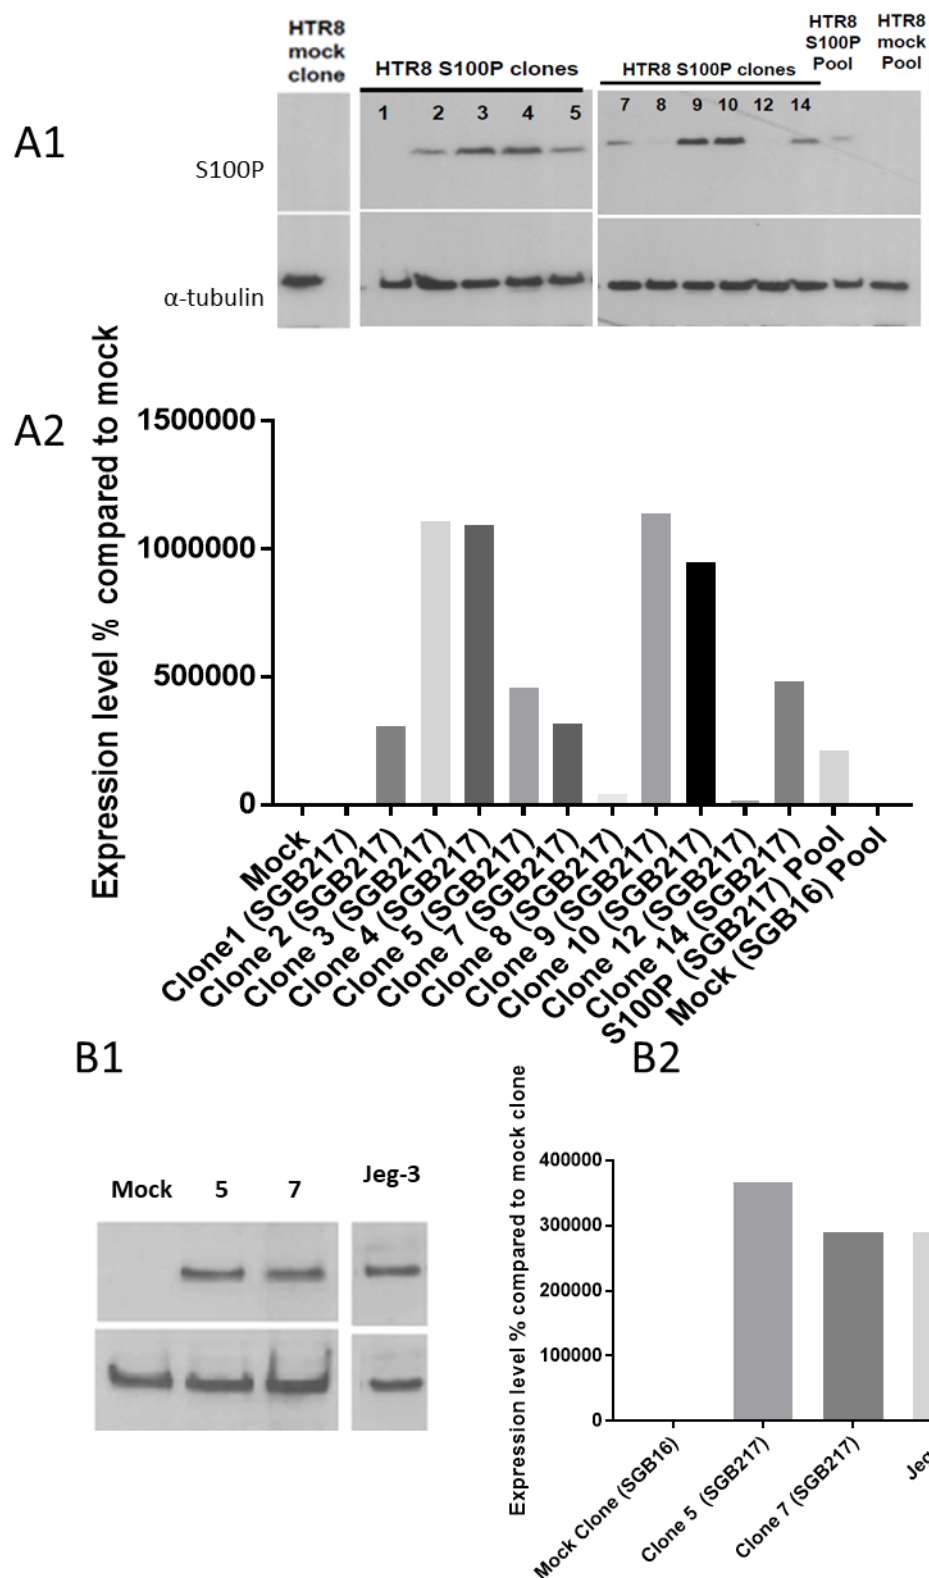 HTR8
mock
clone
HTR8 S100P clones
HTR8 S100P clones
HTR8
S100P
Pool
HTR8
mock
Pool
A1
1 2 3 4 5
7 8 9 10 12 14
S100P
α-tubulin
A2
Expression level % compared to mock
1500000
1000000
500000
0
Mock
Clone1 (SGB217)
Clone 2 (SGB217)
Clone 3 (SGB217)
Clone 4 (SGB217)
Clone 5 (SGB217)
Clone 7 (SGB217)
Clone 8 (SGB217)
Clone 9 (SGB217)
Clone 10 (SGB217)
Clone 12 (SGB217)
Clone 14 (SGB217)
S100P (SGB217) Pool
Mock (SGB16) Pool
B1
Mock 5 7 Jeg-3
B2
Expression level % compared to mock clone
400000
300000
200000
100000
0
Mock Clone (SGB16)
Clone 5 (SGB217)
Clone 7 (SGB217)
Jeg